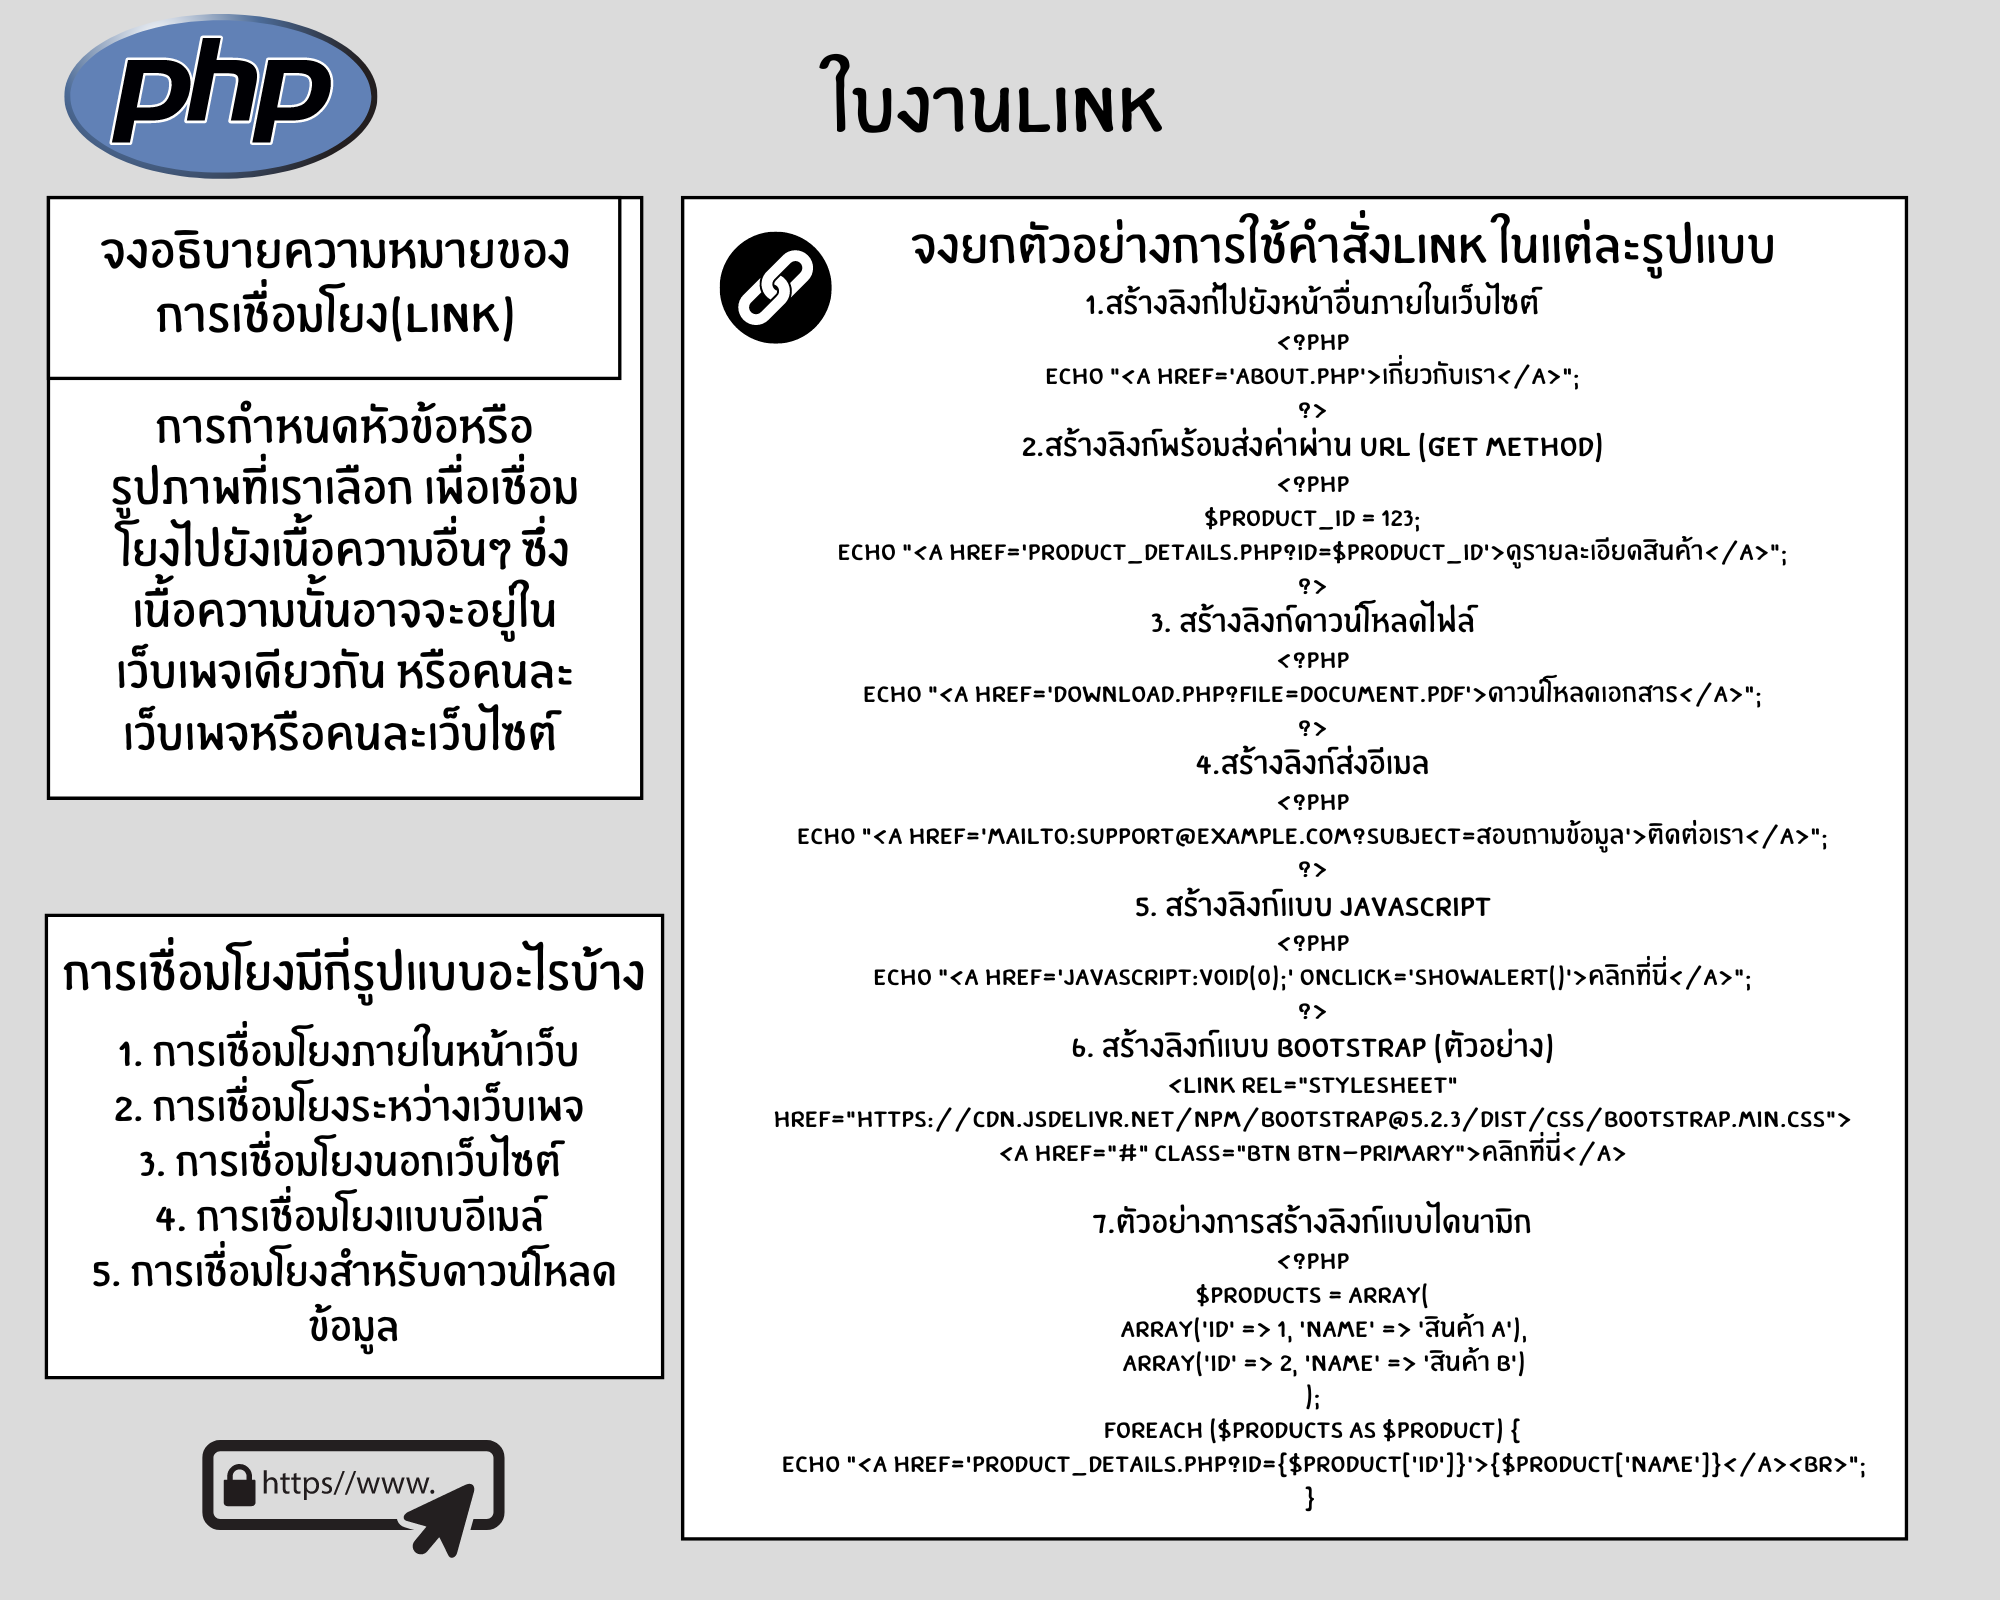 php
ใบงานLINK
จงอธิบายความหมายของ
การเชื่อมโยง(LINK)
การกำหนดหัวข้อหรือ
รูปภาพที่เราเลือก เพื่อเชื่อม
โยงไปยังเนื้อความอื่นๆ ซึ่ง
เนื้อความนั้นอาจจะอยู่ใน
เว็บเพจเดียวกัน หรือคนละ
เว็บเพจหรือคนละเว็บไซต์
การเชื่อมโยงมีกี่รูปแบบอะไรบ้าง
1. การเชื่อมโยงภายในหน้าเว็บ
2. การเชื่อมโยงระหว่างเว็บเพจ
3. การเชื่อมโยงนอกเว็บไซต์
4. การเชื่อมโยงแบบอีเมล์
5. การเชื่อมโยงสำหรับดาวน์โหลด
ข้อมูล
https//www.
จงยกตัวอย่างการใช้คำสั่งLINK ในแต่ละรูปแบบ
1.สร้างลิงก์ไปยังหน้าอื่นภายในเว็บไซต์
<?PHP
ECHO "<A HREF='ABOUT.PHP'>เกี่ยวกับเรา</A>";
?>
2.สร้างลิงก์พร้อมส่งค่าผ่าน URL (GET METHOD)
<?PHP
$PRODUCT_ID = 123;
ECHO "<A HREF='PRODUCT_DETAILS.PHP?ID=$PRODUCT_ID'>ดูรายละเอียดสินค้า</A>";
?>
3. สร้างลิงก์ดาวน์โหลดไฟล์
<?PHP
ECHO "<A HREF='DOWNLOAD.PHP?FILE=DOCUMENT.PDF'>ดาวน์โหลดเอกสาร</A>";
?>
4.สร้างลิงก์ส่งอีเมล
<?PHP
ECHO "<A HREF='MAILTO:SUPPORT@EXAMPLE.COM?SUBJECT=สอบถามข้อมูล'>ติดต่อเรา</A>";
?>
5. สร้างลิงก์แบบ JAVASCRIPT
<?PHP
ECHO "<A HREF='JAVASCRIPT:VOID(0);' ONCLICK='SHOWALERT()'>คลิกที่นี่</A>";
?>
6. สร้างลิงก์แบบ BOOTSTRAP (ตัวอย่าง)
<LINK REL="STYLESHEET"
HREF="HTTPS://CDN.JSDELIVR.NET/NPM/BOOTSTRAP@5.2.3/DIST/CSS/BOOTSTRAP.MIN.CSS">
<A HREF="#" CLASS="BTN BTN-PRIMARY">คลิกที่นี่</A>
7.ตัวอย่างการสร้างลิงก์แบบไดนามิก
<?PHP
$PRODUCTS = ARRAY(
ARRAY('ID' => 1, 'NAME' => 'สินค้า A'),
ARRAY('ID' => 2, 'NAME' => 'สินค้า B')
);
FOREACH ($PRODUCTS AS $PRODUCT) {
ECHO "<A HREF='PRODUCT_DETAILS.PHP?ID={$PRODUCT['ID']}'>{$PRODUCT['NAME']}</A><BR>";
}